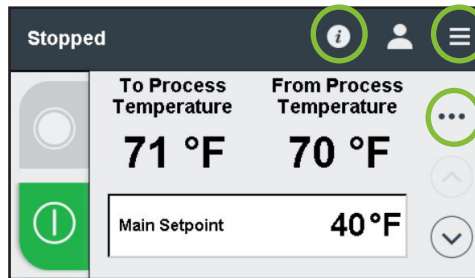 Stopped
To Process From Process
Temperature Temperature
71 °F 70 °F
Main Setpoint 40°F